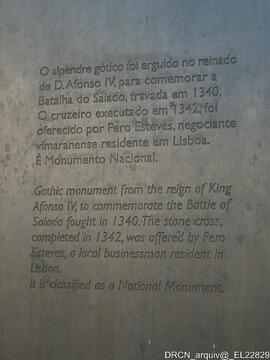 O alpendre gótico foi erguido no reinado
de D. Afonso IV, para comemorar a
Batalha do Salado, travada em 1340.
O cruzeiro executado em 1342, foi
oferecido por Pero Esteves, negociante
vimaranense residente em Lisboa.
É Monumento Nacional.
Gothic monument from the reign of King
Afonso IV, to commemorate the Battle of
Salado fought in 1340. The stone cross,
completed in 1342, was offered by Pero
Esteves, a local businessman resident in
Lisbon.
It is classified as a National Monument.
DRCN_arquiv@_EL22829